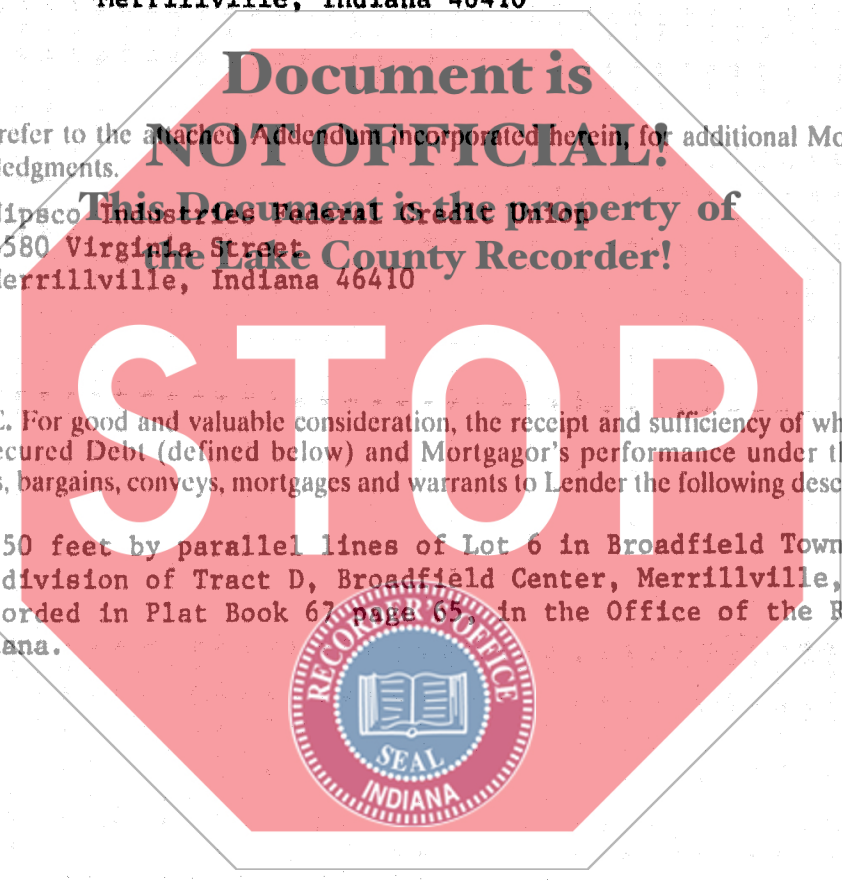 Merrillville, Indiana 46410
Document is
refer to the attached Addendum incorporated herein, for additional Mo
NOT OFFICIAL!
edgments.
This Document is the property of
ipsco Industries Federal Credit Union
580 Virginia Street
the Lake County Recorder!
errillville, Indiana 46410
STOP
. For good and valuable consideration, the receipt and sufficiency of wh
ecured Debt (defined below) and Mortgagor's performance under th
s, bargains, conveys, mortgages and warrants to Lender the following desc
50 feet by parallel lines of Lot 6 in Broadfield Town
division of Tract D, Broadfield Center, Merrillville,
orded in Plat Book 67 page 65, in the Office of the R
ana.
RECORDER'S OFFICE
SEAL
INDIANA